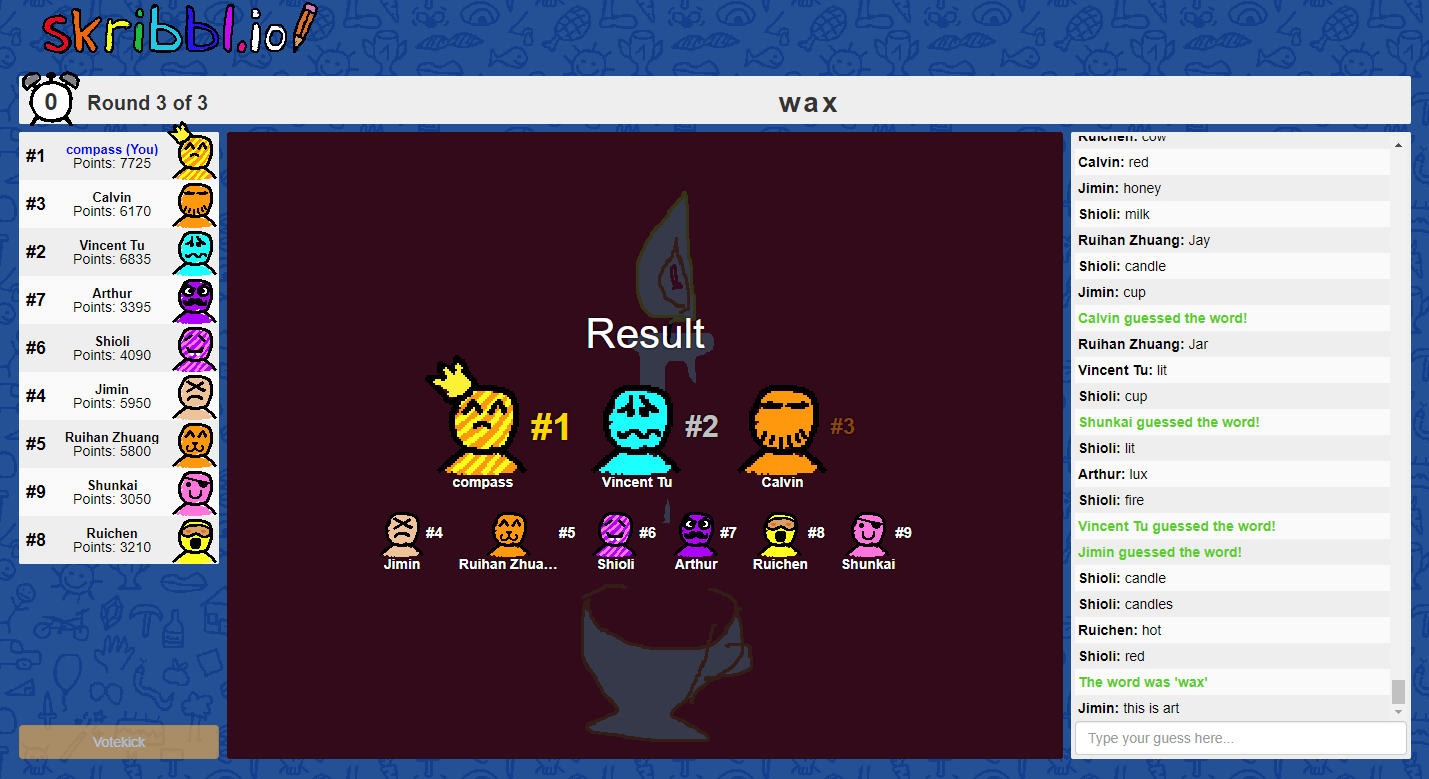 skribbl.io!
0
Round 3 of 3
wax
#1
compass (You)
Points: 7725
#3
Calvin
Points: 6170
#2
Vincent Tu
Points: 6835
#7
Arthur
Points: 3395
#6
Shioli
Points: 4090
#4
Jimin
Points: 5950
#5
Ruihan Zhuang
Points: 5800
#9
Shunkai
Points: 3050
#8
Ruichen
Points: 3210
Votekick
Result
#1
compass
#2
Vincent Tu
#3
Calvin
#4
Jimin
#5
Ruihan Zhua...
#6
Shioli
#7
Arthur
#8
Ruichen
#9
Shunkai
Ruichen: cow
Calvin: red
Jimin: honey
Shioli: milk
Ruihan Zhuang: Jay
Shioli: candle
Jimin: cup
Calvin guessed the word!
Ruihan Zhuang: Jar
Vincent Tu: lit
Shioli: cup
Shunkai guessed the word!
Shioli: lit
Arthur: lux
Shioli: fire
Vincent Tu guessed the word!
Jimin guessed the word!
Shioli: candle
Shioli: candles
Ruichen: hot
Shioli: red
The word was 'wax'
Jimin: this is art
Type your guess here...